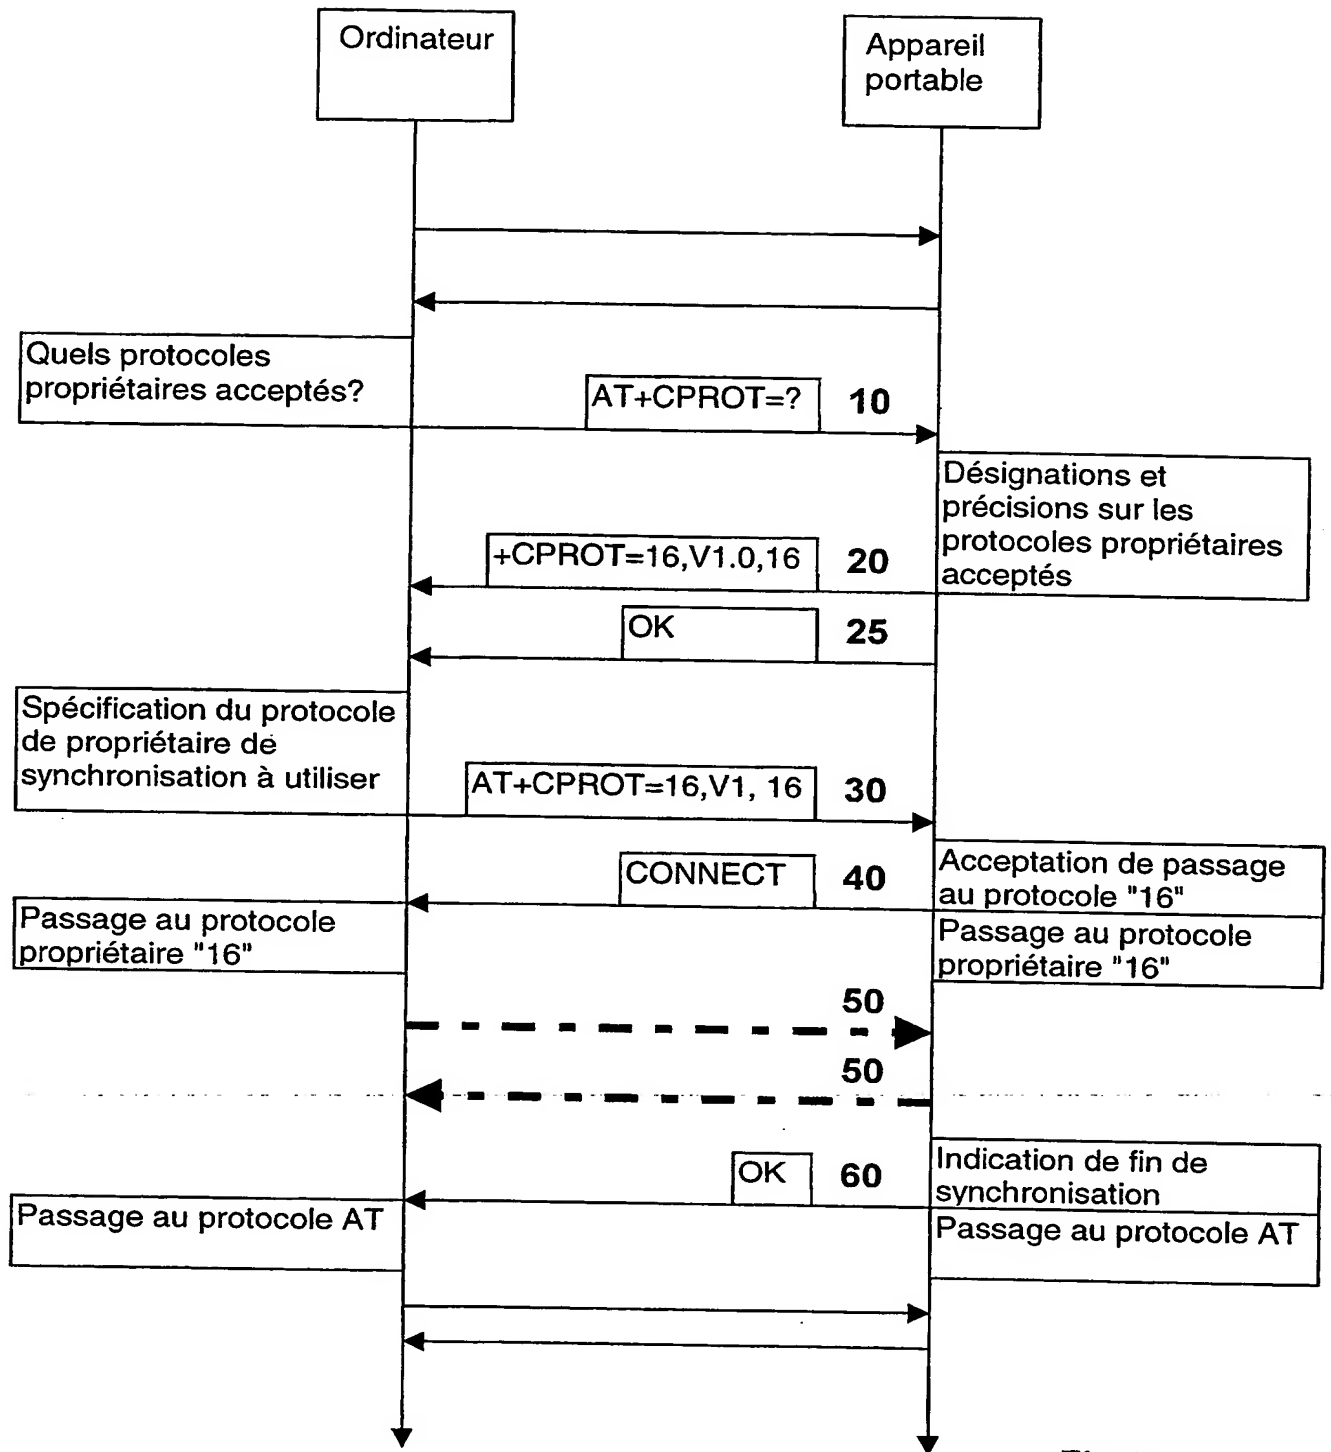 Ordinateur
Appareil
portable
Quels protocoles
propriétaires acceptés?
AT+CPROT=?
10
Désignations et
précisions sur les
protocoles propriétaires
acceptés
+CPROT=16,V1.0,16
20
OK
25
Spécification du protocole
de propriétaire de
synchronisation à utiliser
AT+CPROT=16,V1, 16
30
CONNECT
40
Acceptation de passage
au protocole "16"
Passage au protocole
propriétaire "16"
Passage au protocole
propriétaire "16"
50
50
OK
60
Indication de fin de
synchronisation
Passage au protocole AT
Passage au protocole AT